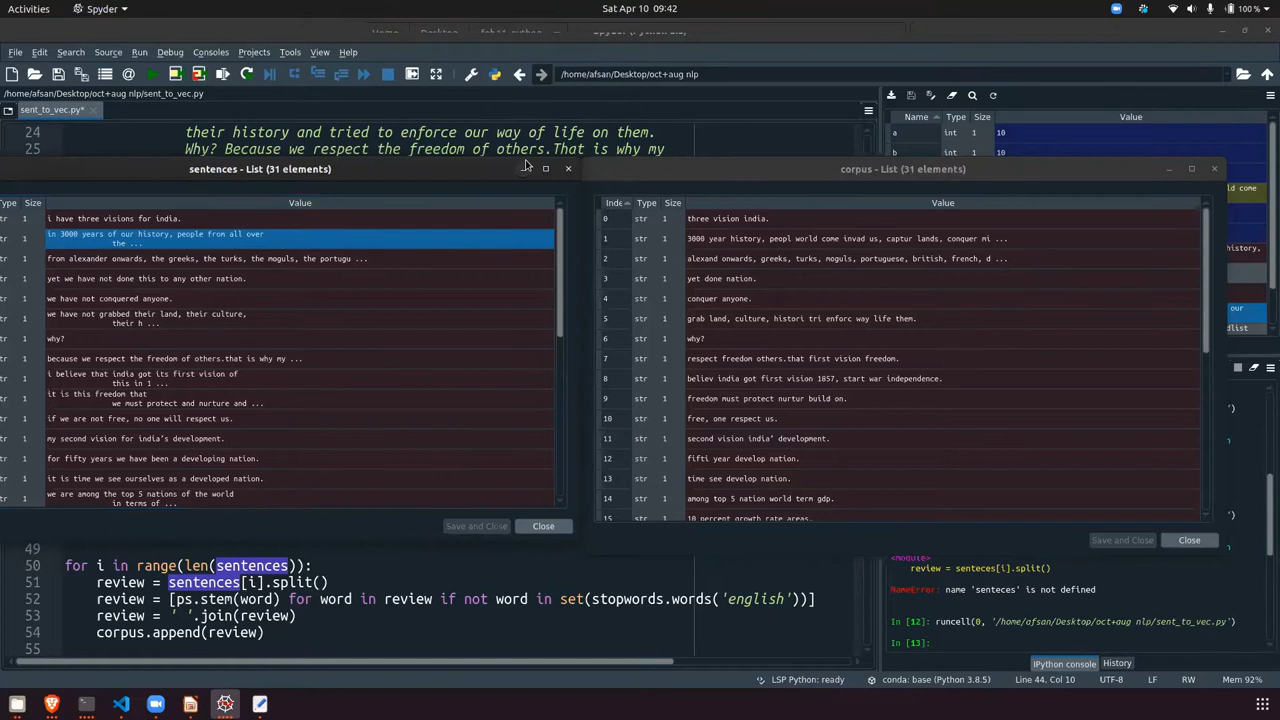 Activities
Spyder
Sat Apr 10 09:42
100 %
File Edit Search Source Run Debug Consoles Projects Tools View Help
/home/afsan/Desktop/oct+aug nlp
/home/afsan/Desktop/oct+aug nlp/sent_to_vec.py
sent_to_vec.py*
Name Type Size Value
a int 1 10
b int 1 10
24 their history and tried to enforce our way of life on them.
25 Why? Because we respect the freedom of others.That is why my
sentences - List (31 elements)
Type Size Value
tr 1 i have three visions for india.
tr 1 in 3000 years of our history, people from all over
the ...
tr 1 from alexander onwards, the greeks, the turks, the moguls, the portugu ...
tr 1 yet we have not done this to any other nation.
tr 1 we have not conquered anyone.
tr 1 we have not grabbed their land, their culture,
their h ...
tr 1 why?
tr 1 because we respect the freedom of others.that is why my ...
tr 1 i believe that india got its first vision of
this in 1 ...
tr 1 it is this freedom that
we must protect and nurture and ...
tr 1 if we are not free, no one will respect us.
tr 1 my second vision for india's development.
tr 1 for fifty years we have been a developing nation.
tr 1 it is time we see ourselves as a developed nation.
tr 1 we are among the top 5 nations of the world
in terms of ...
Save and Close Close
corpus - List (31 elements)
Inde Type Size Value
0 str 1 three vision india.
1 str 1 3000 year history, peopl world come invad us, captur lands, conquer mi ...
2 str 1 alexand onwards, greeks, turks, moguls, portuguese, british, french, d ...
3 str 1 yet done nation.
4 str 1 conquer anyone.
5 str 1 grab land, culture, histori tri enforc way life them.
6 str 1 why?
7 str 1 respect freedom others.that first vision freedom.
8 str 1 believ india got first vision 1857, start war independence.
9 str 1 freedom must protect nurtur build on.
10 str 1 free, one respect us.
11 str 1 second vision india’ development.
12 str 1 fifti year develop nation.
13 str 1 time see develop nation.
14 str 1 among top 5 nation world term gdp.
15 str 1 10 percent growth rate areas.
Save and Close Close
ld come
history,
our
dlist
49
50 for i in range(len(sentences)):
51 review = sentences[i].split()
52 review = [ps.stem(word) for word in review if not word in set(stopwords.words('english'))]
53 review = ' '.join(review)
54 corpus.append(review)
55
<Module>
review = senteces[i].split()
NameError: name 'senteces' is not defined
In [12]: runcell(0, '/home/afsan/Desktop/oct+aug nlp/sent_to_vec.py')
In [13]:
IPython console History
LSP Python: ready conda: base (Python 3.8.5) Line 44, Col 10 UTF-8 LF RW Mem 92%